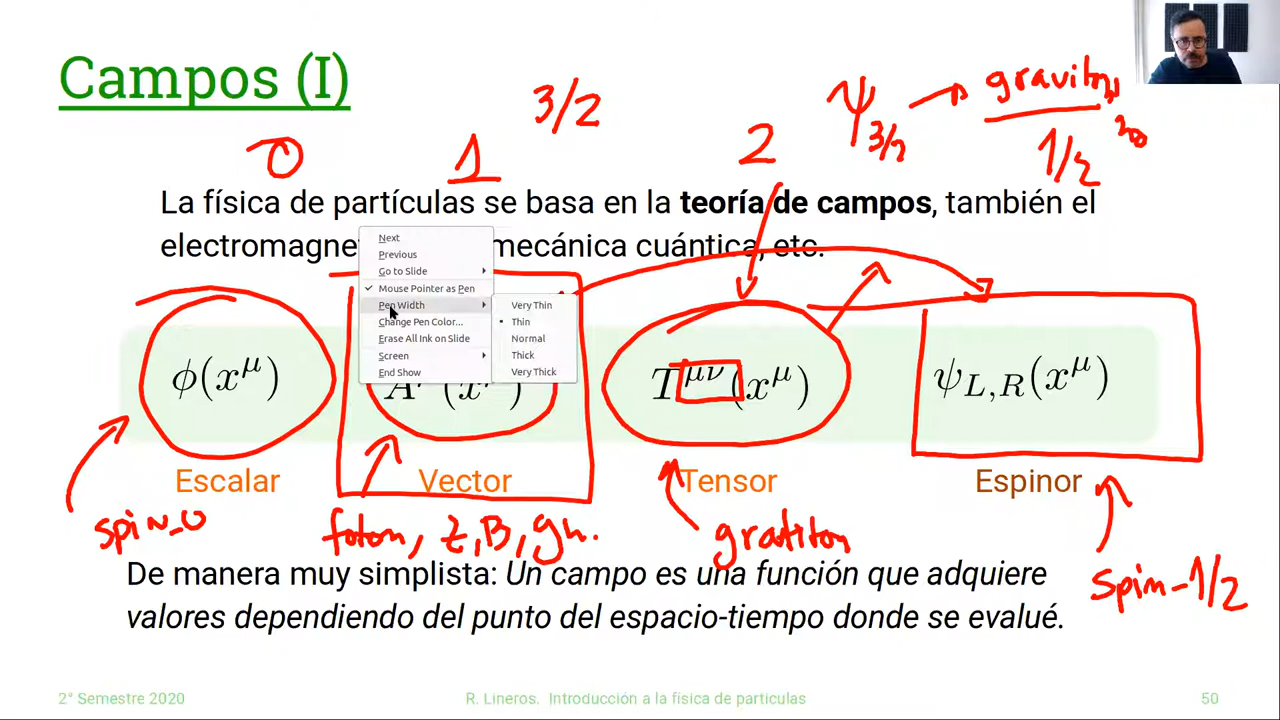 Campos (I)
0
1
3/2
2
ψ3/2
1/2
La física de partículas se basa en la teoría de campos, también el
electromagne mecánica cuántica, etc.
Next
Previous
Go to Slide
Mouse Pointer as Pen
Pen Width
Change Pen Color...
Erase All Ink on Slide
Screen
End Show
Very Thin
Thin
Normal
Thick
Very Thick
ϕ(x^μ)
T^μν(x^μ)
ψL,R(x^μ)
Escalar
Vector
Tensor
Espinor
spin-0
foton, Z, B, gh.
graviton
spin-1/2
De manera muy simplista: Un campo es una función que adquiere
valores dependiendo del punto del espacio-tiempo donde se evalué.
2° Semestre 2020
R. Lineros. Introducción a la física de particulas
50